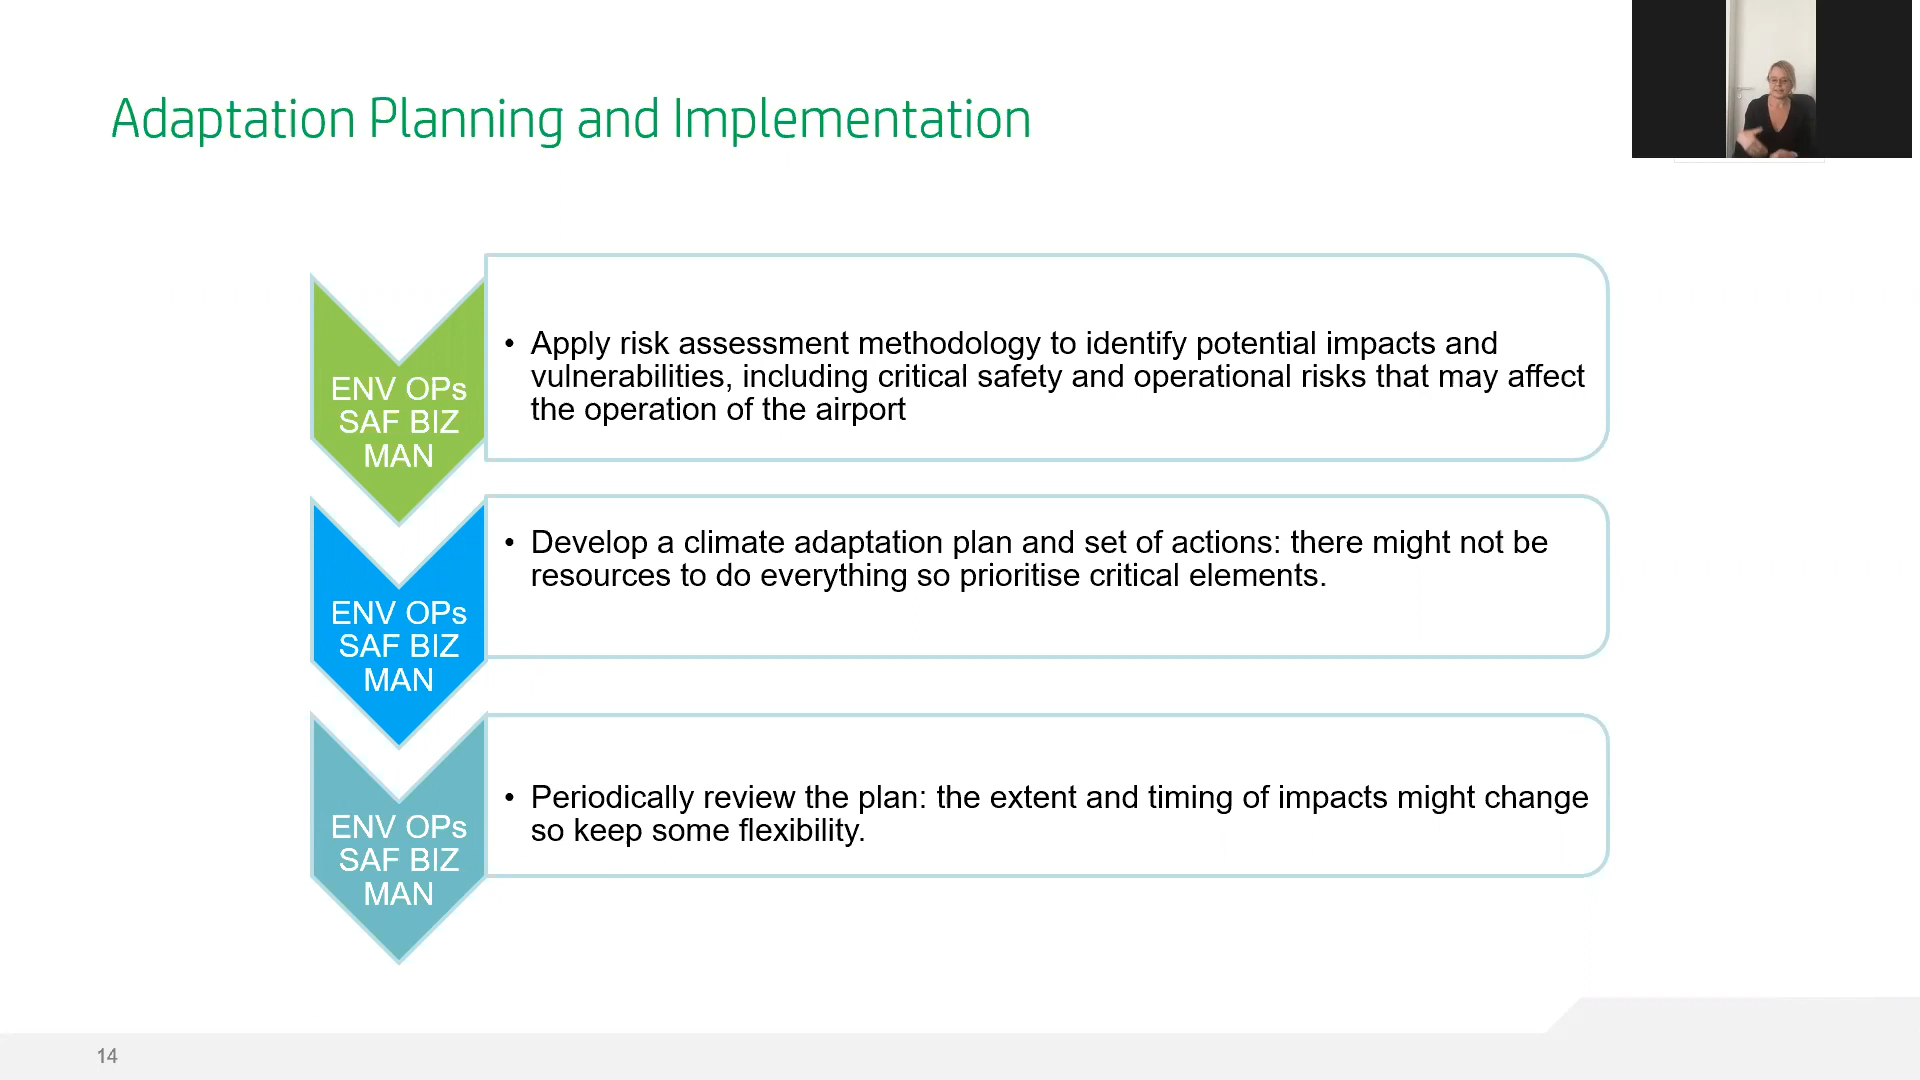 Adaptation Planning and Implementation
ENV OPs
SAF BIZ
MAN
• Apply risk assessment methodology to identify potential impacts and
vulnerabilities, including critical safety and operational risks that may affect
the operation of the airport
ENV OPs
SAF BIZ
MAN
• Develop a climate adaptation plan and set of actions: there might not be
resources to do everything so prioritise critical elements.
ENV OPs
SAF BIZ
MAN
• Periodically review the plan: the extent and timing of impacts might change
so keep some flexibility.
14